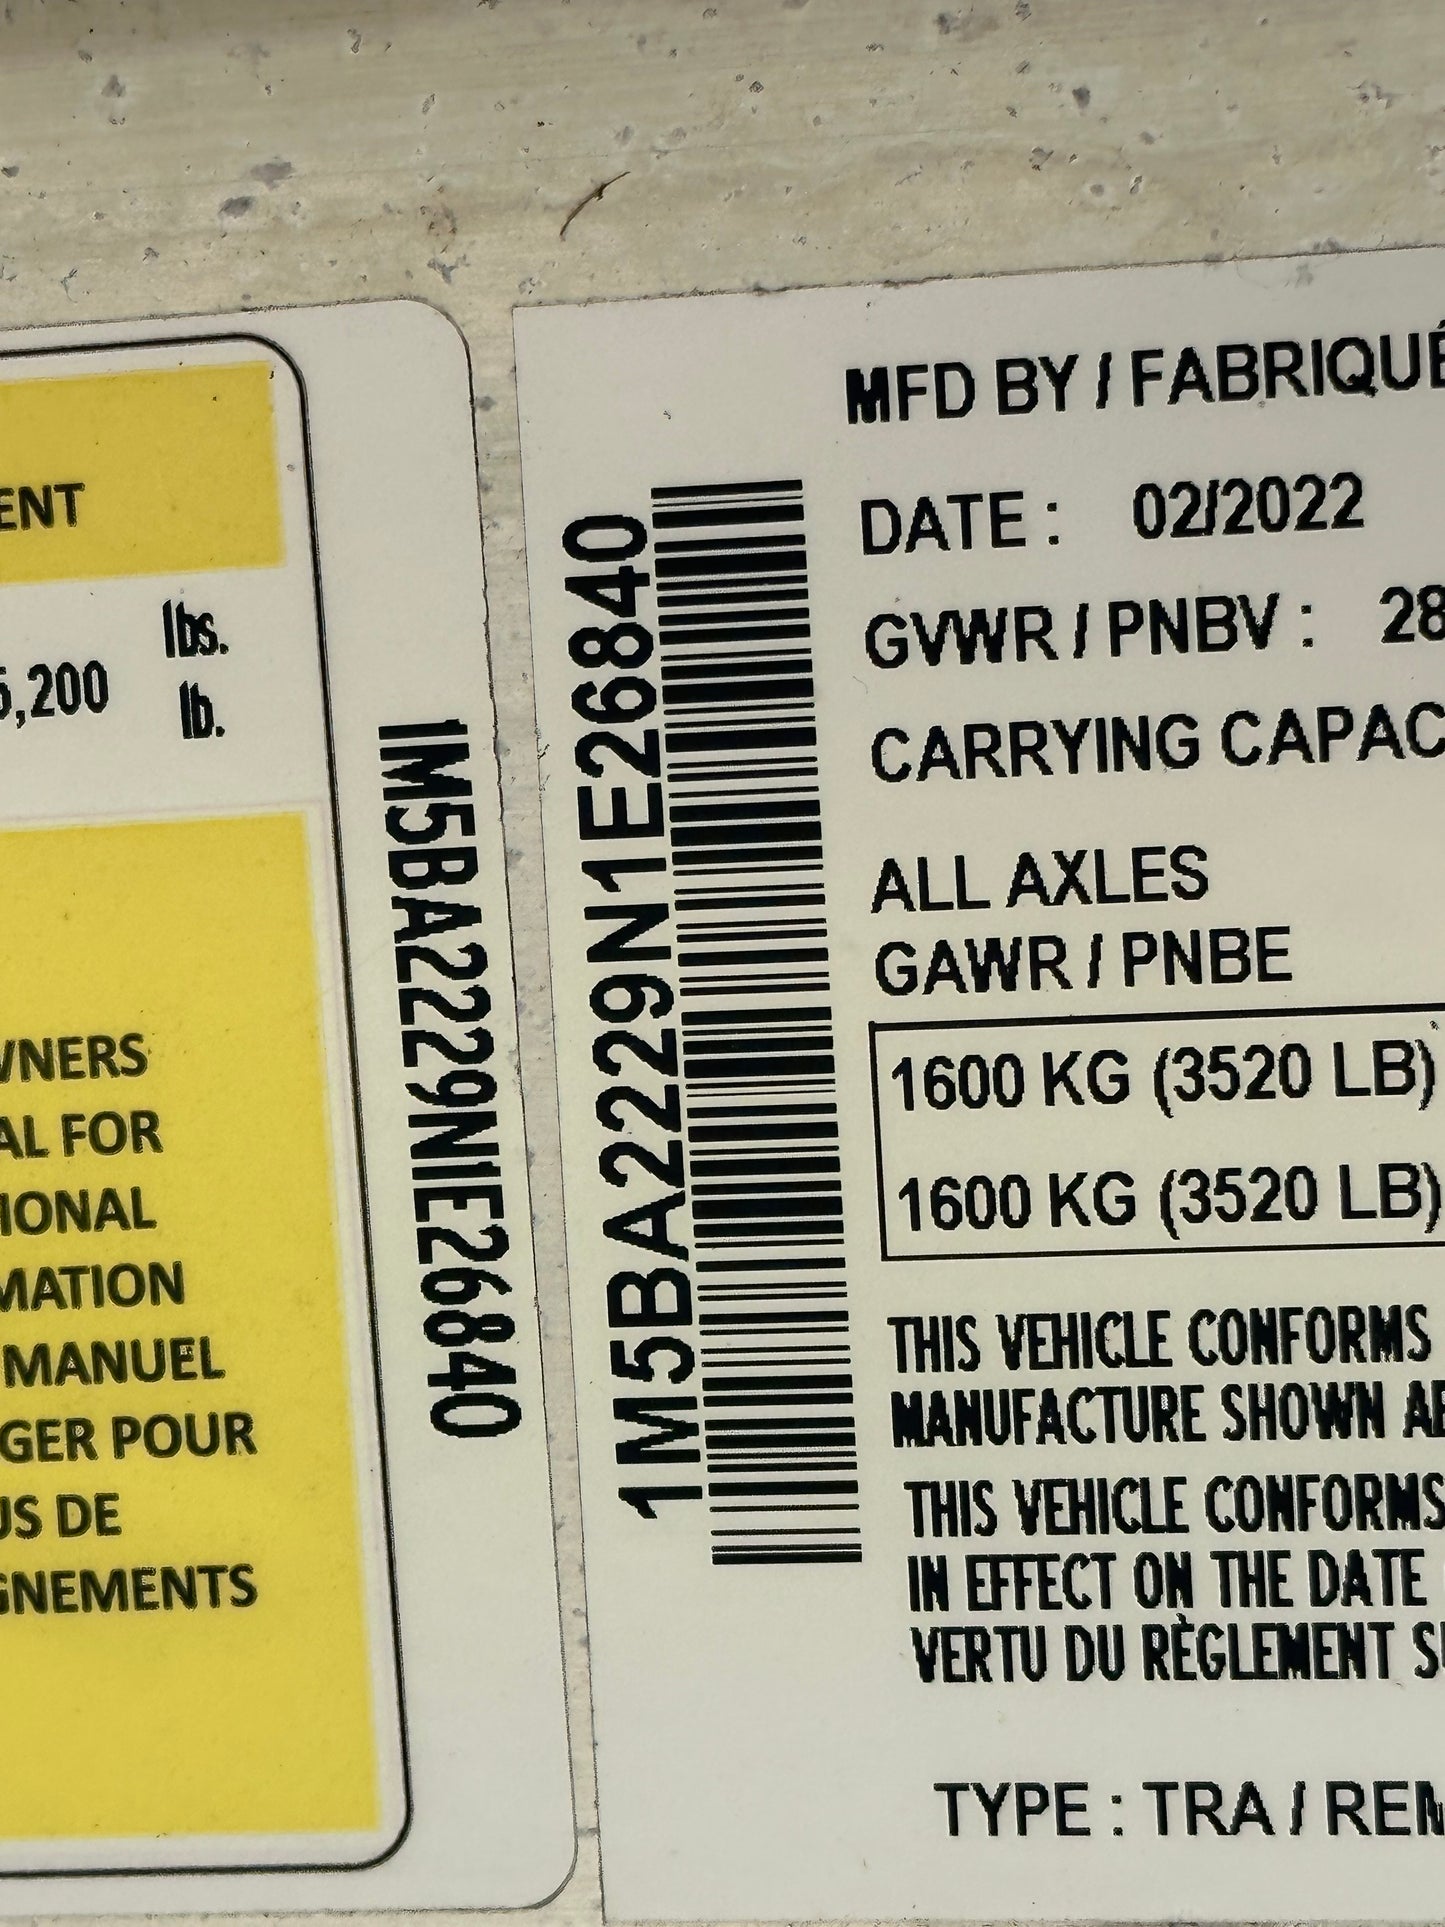 ENT
lbs.
5,200
lb.
WNERS
AL FOR
IONAL
MATION
MANUEL
GER POUR
US DE
GNEMENTS
1M5BA2229N1E26840
1M5BA2229N1E26840
MFD BY / FABRIQUÉ
DATE : 02/2022
GVWR / PNBV : 28
CARRYING CAPAC
ALL AXLES
GAWR / PNBE
1600 KG (3520 LB)
1600 KG (3520 LB)
THIS VEHICLE CONFORMS
MANUFACTURE SHOWN AB
THIS VEHICLE CONFORMS
IN EFFECT ON THE DATE
VERTU DU RÈGLEMENT SU
TYPE : TRA / REM